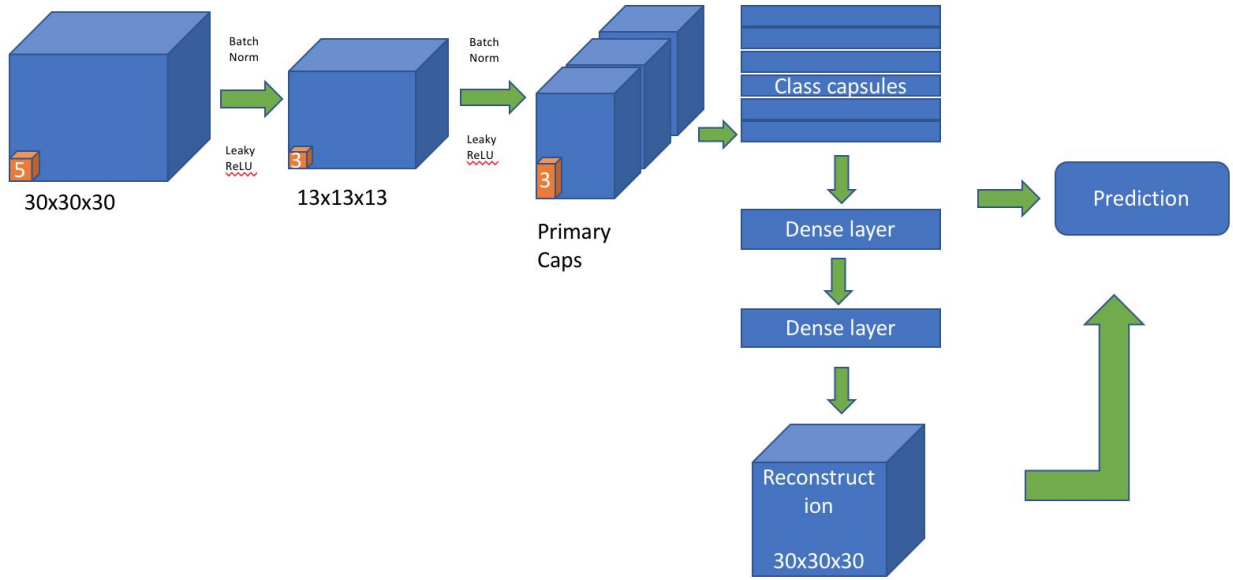 Batch
Norm
Leaky
ReLU
5
30x30x30
Batch
Norm
Leaky
ReLU
3
13x13x13
3
Primary
Caps
Class capsules
Dense layer
Dense layer
Reconstruct
ion
30x30x30
Prediction